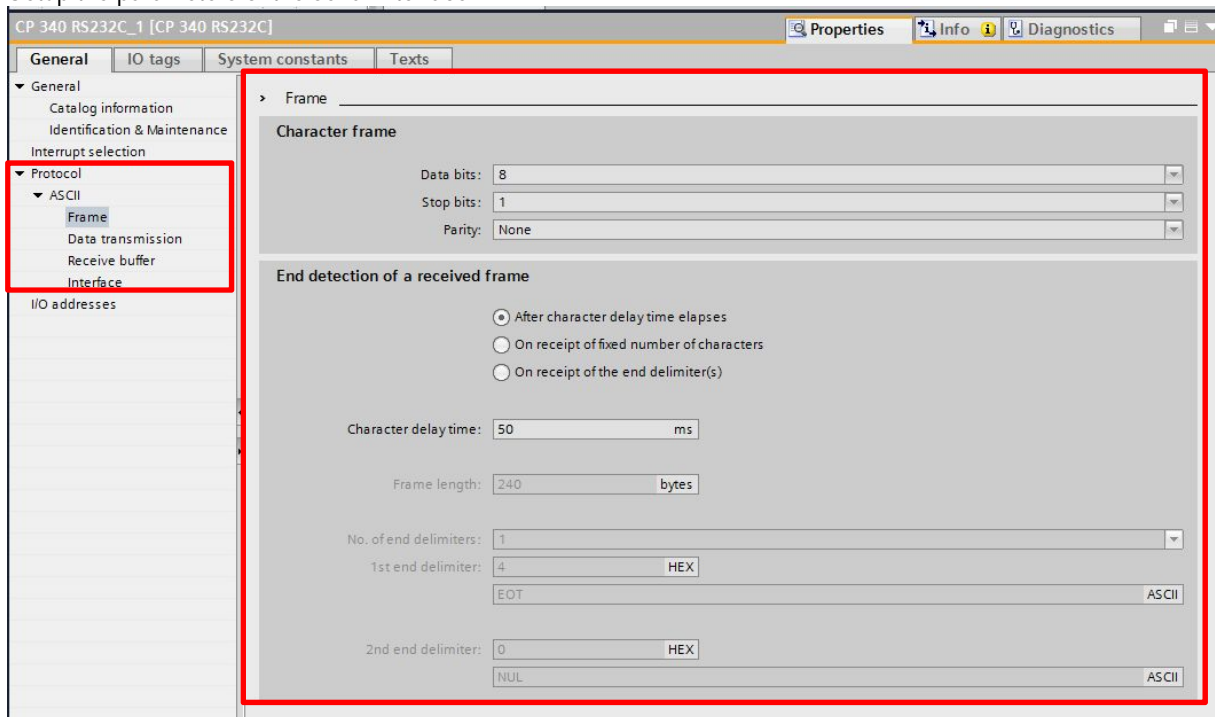 CP 340 RS232C_1 [CP 340 RS232C]
Properties Info Diagnostics
General IO tags System constants Texts
General
Catalog information
Identification & Maintenance
Interrupt selection
Protocol
ASCII
Frame
Data transmission
Receive buffer
Interface
I/O addresses
Frame
Character frame
Data bits: 8
Stop bits: 1
Parity: None
End detection of a received frame
After character delay time elapses
On receipt of fixed number of characters
On receipt of the end delimiter(s)
Character delay time: 50 ms
Frame length: 240 bytes
No. of end delimiters: 1
1st end delimiter: 4 HEX
EOT ASCII
2nd end delimiter: 0 HEX
NUL ASCII